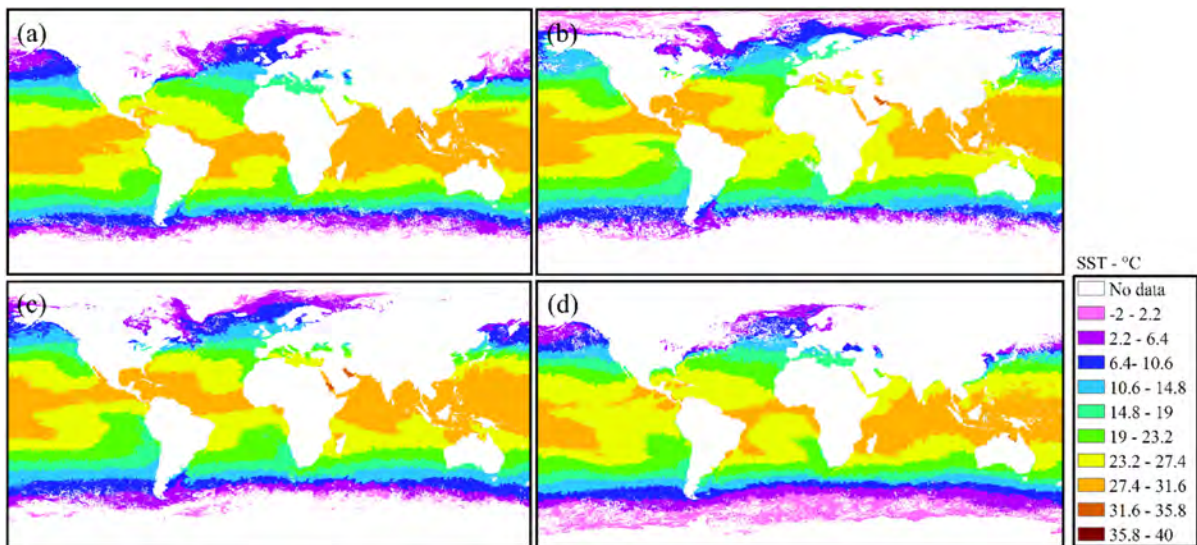 (a)
(b)
(c)
(d)
SST - °C
No data
-2 - 2.2
2.2 - 6.4
6.4 - 10.6
10.6 - 14.8
14.8 - 19
19 - 23.2
23.2 - 27.4
27.4 - 31.6
31.6 - 35.8
35.8 - 40